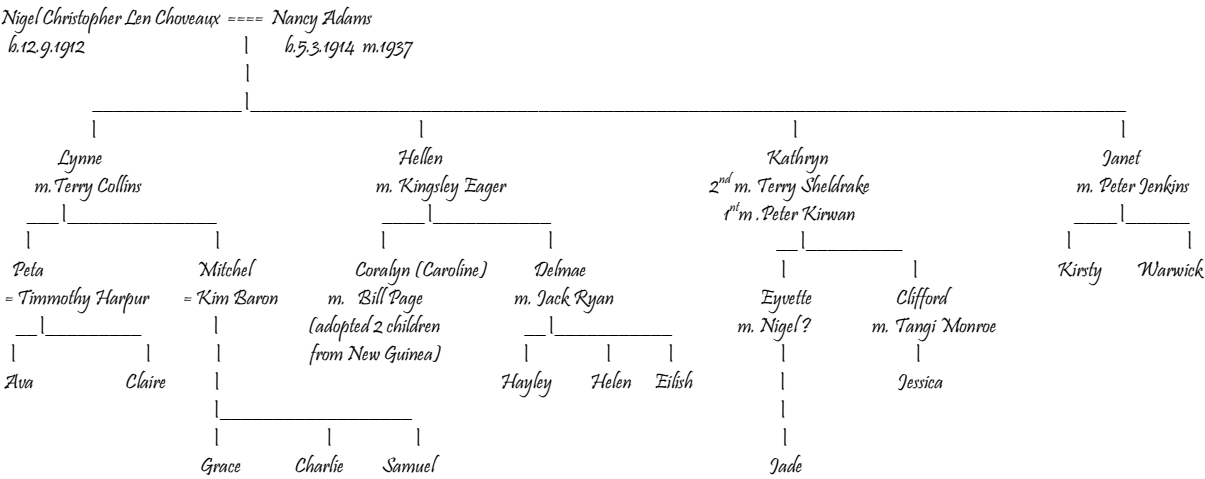 Nigel Christopher Len Choveaux ==== Nancy Adams
b.12.9.1912 b.5.3.1914 m.1937
Lynne Hellen Kathryn Janet
m. Terry Collins m. Kingsley Eager 2nd m. Terry Sheldrake m. Peter Jenkins
1nt m. Peter Kirwan
Peta Mitchel Coralyn (Caroline) Delmae Eyvette Clifford Kirsty Warwick
= Timmothy Harpur = Kim Baron m. Bill Page m. Jack Ryan m. Nigel ? m. Tangi Monroe
(adopted 2 children
from New Guinea)
Ava Claire Hayley Helen Eilish Jessica
Grace Charlie Samuel Jade